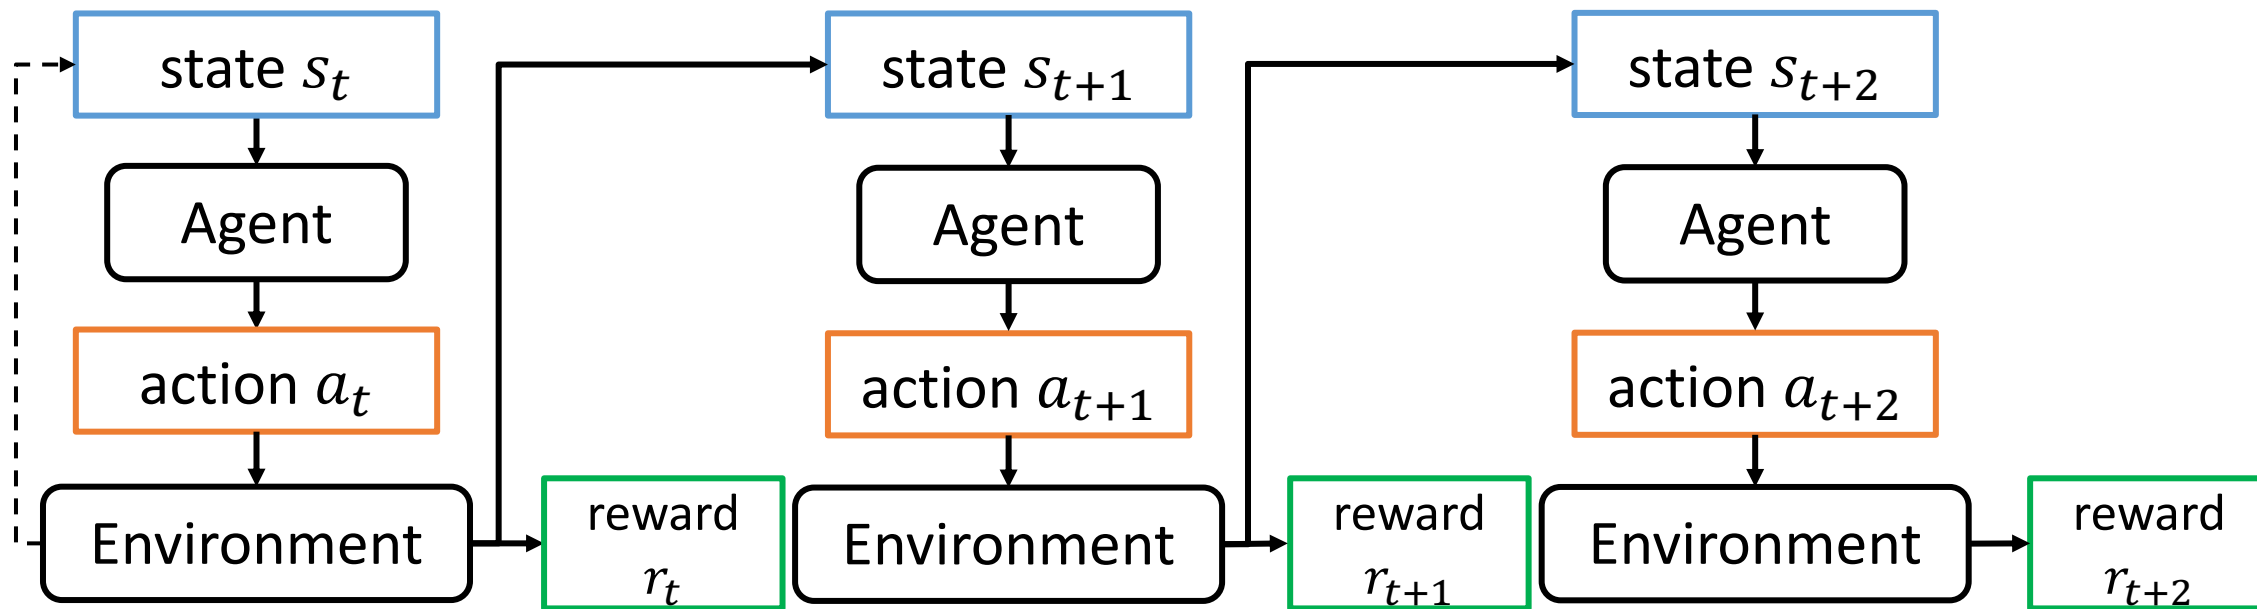 state s_t
Agent
action a_t
Environment
reward
r_t
state s_{t+1}
Agent
action a_{t+1}
Environment
reward
r_{t+1}
state s_{t+2}
Agent
action a_{t+2}
Environment
reward
r_{t+2}